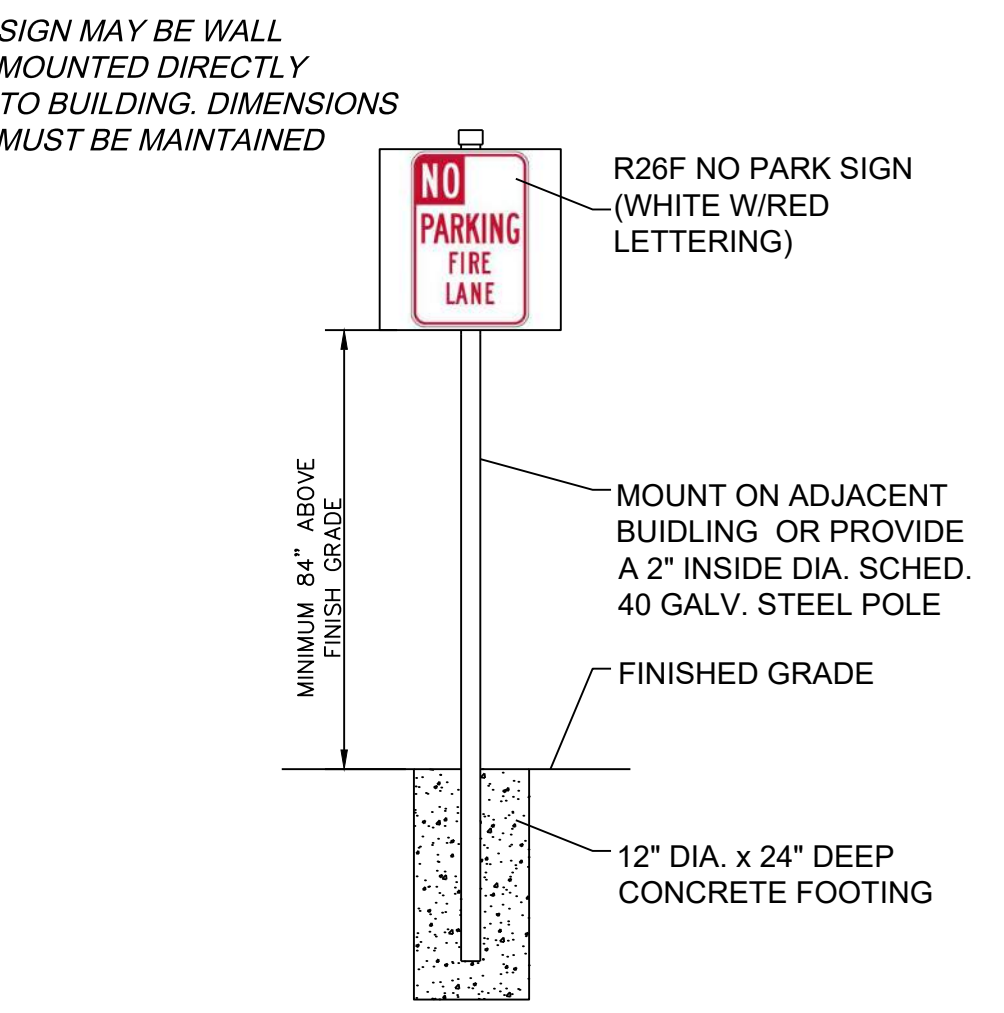 SIGN MAY BE WALL
MOUNTED DIRECTLY
TO BUILDING. DIMENSIONS
MUST BE MAINTAINED
NO
PARKING
FIRE
LANE
R26F NO PARK SIGN
(WHITE W/RED
LETTERING)
MINIMUM 84" ABOVE
FINISH GRADE
MOUNT ON ADJACENT
BUIDLING OR PROVIDE
A 2" INSIDE DIA. SCHED.
40 GALV. STEEL POLE
FINISHED GRADE
12" DIA. x 24" DEEP
CONCRETE FOOTING